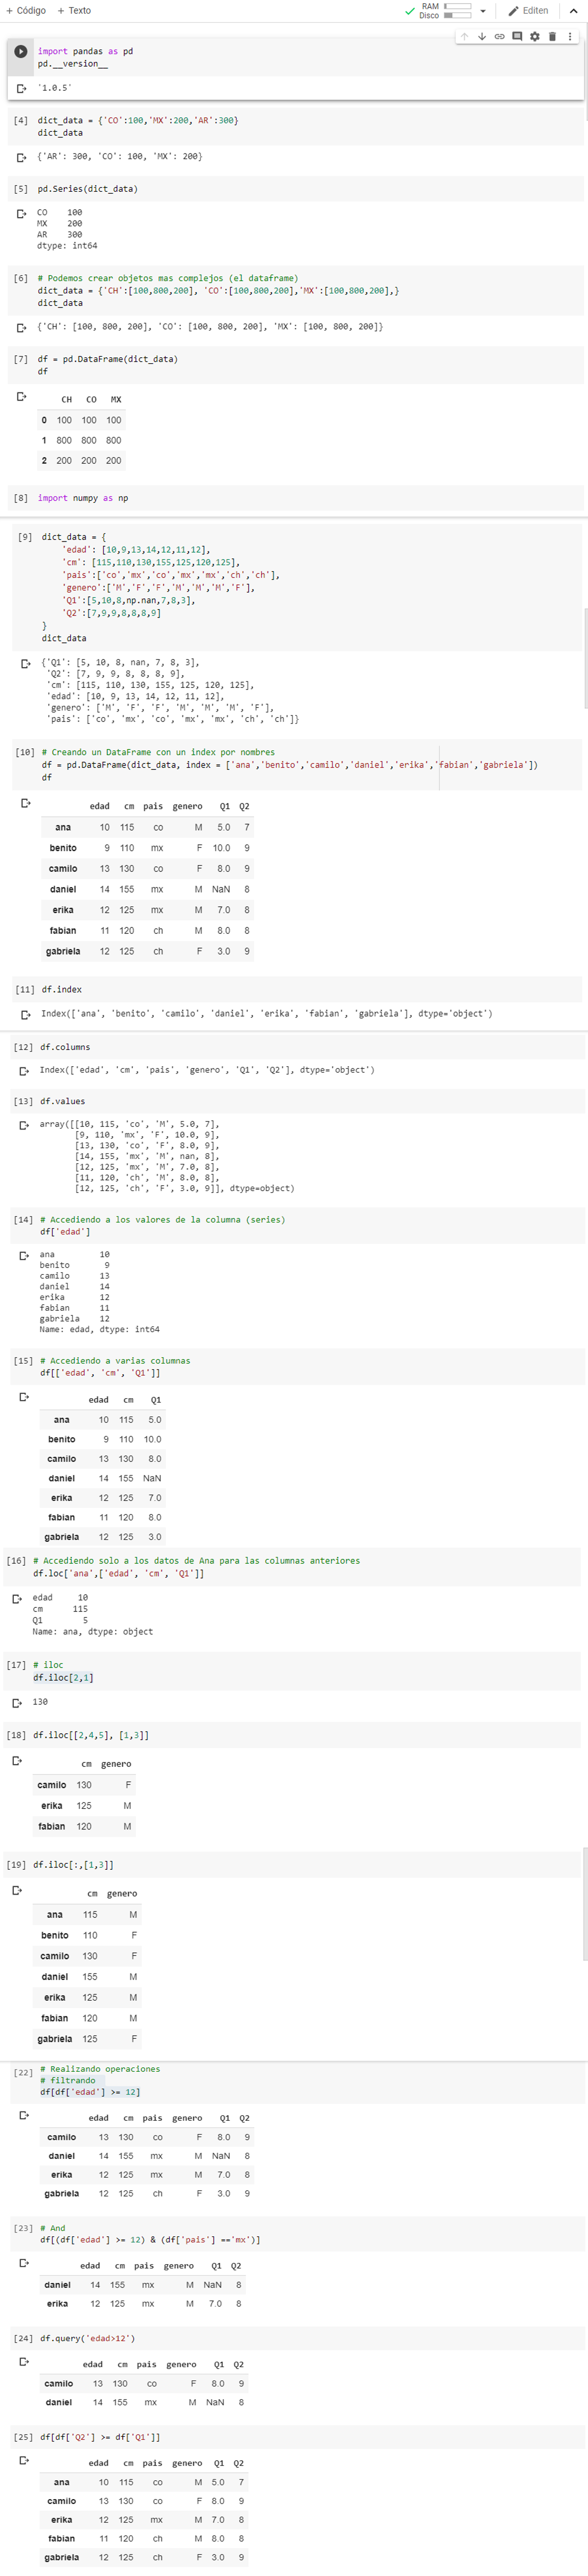 + Código + Texto
RAM
Disco
Editen
import pandas as pd
pd.__version__
'1.0.5'
[4] dict_data = {'CO':100,'MX':200,'AR':300}
dict_data
{'AR': 300, 'CO': 100, 'MX': 200}
[5] pd.Series(dict_data)
CO 100
MX 200
AR 300
dtype: int64
[6] # Podemos crear objetos mas complejos (el dataframe)
dict_data = {'CH':[100,800,200], 'CO':[100,800,200],'MX':[100,800,200],}
dict_data
{'CH': [100, 800, 200], 'CO': [100, 800, 200], 'MX': [100, 800, 200]}
[7] df = pd.DataFrame(dict_data)
df
CH CO MX
0 100 100 100
1 800 800 800
2 200 200 200
[8] import numpy as np
[9] dict_data = {
'edad': [10,9,13,14,12,11,12],
'cm': [115,110,130,155,125,120,125],
'pais':['co','mx','co','mx','mx','ch','ch'],
'genero':['M','F','F','M','M','M','F'],
'Q1':[5,10,8,np.nan,7,8,3],
'Q2':[7,9,9,8,8,8,9]
}
dict_data
{'Q1': [5, 10, 8, nan, 7, 8, 3],
'Q2': [7, 9, 9, 8, 8, 8, 9],
'cm': [115, 110, 130, 155, 125, 120, 125],
'edad': [10, 9, 13, 14, 12, 11, 12],
'genero': ['M', 'F', 'F', 'M', 'M', 'M', 'F'],
'pais': ['co', 'mx', 'co', 'mx', 'mx', 'ch', 'ch']}
[10] # Creando un DataFrame con un index por nombres
df = pd.DataFrame(dict_data, index = ['ana','benito','camilo','daniel','erika','fabian','gabriela'])
df
edad cm pais genero Q1 Q2
ana 10 115 co M 5.0 7
benito 9 110 mx F 10.0 9
camilo 13 130 co F 8.0 9
daniel 14 155 mx M NaN 8
erika 12 125 mx M 7.0 8
fabian 11 120 ch M 8.0 8
gabriela 12 125 ch F 3.0 9
[11] df.index
Index(['ana', 'benito', 'camilo', 'daniel', 'erika', 'fabian', 'gabriela'], dtype='object')
[12] df.columns
Index(['edad', 'cm', 'pais', 'genero', 'Q1', 'Q2'], dtype='object')
[13] df.values
array([[10, 115, 'co', 'M', 5.0, 7],
[9, 110, 'mx', 'F', 10.0, 9],
[13, 130, 'co', 'F', 8.0, 9],
[14, 155, 'mx', 'M', nan, 8],
[12, 125, 'mx', 'M', 7.0, 8],
[11, 120, 'ch', 'M', 8.0, 8],
[12, 125, 'ch', 'F', 3.0, 9]], dtype=object)
[14] # Accediendo a los valores de la columna (series)
df['edad']
ana 10
benito 9
camilo 13
daniel 14
erika 12
fabian 11
gabriela 12
Name: edad, dtype: int64
[15] # Accediendo a varias columnas
df[['edad', 'cm', 'Q1']]
edad cm Q1
ana 10 115 5.0
benito 9 110 10.0
camilo 13 130 8.0
daniel 14 155 NaN
erika 12 125 7.0
fabian 11 120 8.0
gabriela 12 125 3.0
[16] # Accediendo solo a los datos de Ana para las columnas anteriores
df.loc['ana',['edad', 'cm', 'Q1']]
edad 10
cm 115
Q1 5
Name: ana, dtype: object
[17] # iloc
df.iloc[2,1]
130
[18] df.iloc[[2,4,5], [1,3]]
cm genero
camilo 130 F
erika 125 M
fabian 120 M
[19] df.iloc[:,[1,3]]
cm genero
ana 115 M
benito 110 F
camilo 130 F
daniel 155 M
erika 125 M
fabian 120 M
gabriela 125 F
[22] # Realizando operaciones
# filtrando
df[df['edad'] >= 12]
edad cm pais genero Q1 Q2
camilo 13 130 co F 8.0 9
daniel 14 155 mx M NaN 8
erika 12 125 mx M 7.0 8
gabriela 12 125 ch F 3.0 9
[23] # And
df[(df['edad'] >= 12) & (df['pais'] =='mx')]
edad cm pais genero Q1 Q2
daniel 14 155 mx M NaN 8
erika 12 125 mx M 7.0 8
[24] df.query('edad>12')
edad cm pais genero Q1 Q2
camilo 13 130 co F 8.0 9
daniel 14 155 mx M NaN 8
[25] df[df['Q2'] >= df['Q1']]
edad cm pais genero Q1 Q2
ana 10 115 co M 5.0 7
camilo 13 130 co F 8.0 9
erika 12 125 mx M 7.0 8
fabian 11 120 ch M 8.0 8
gabriela 12 125 ch F 3.0 9